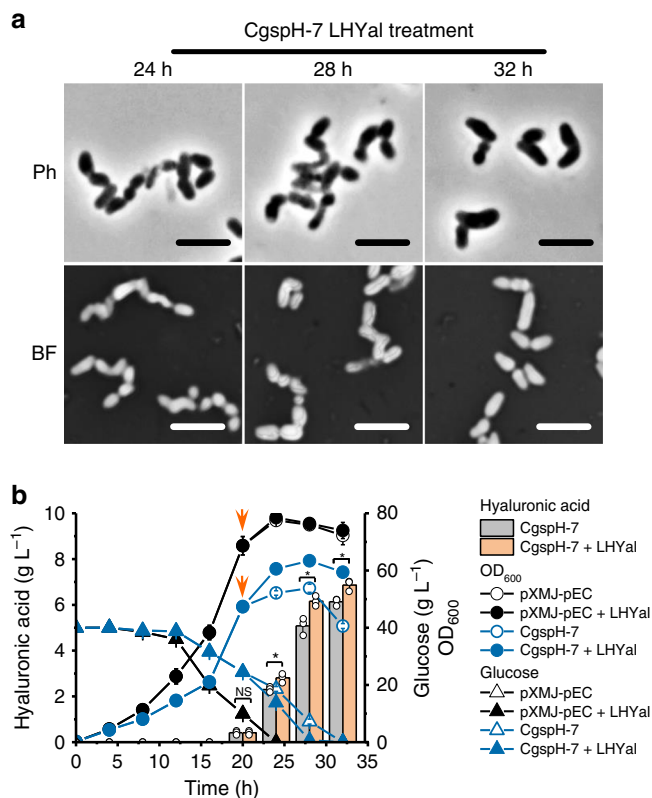 a
CgspH-7 LHYal treatment
24 h 28 h 32 h
Ph
BF
b
Hyaluronic acid (g L⁻¹)
10
8
6
4
2
0
NS
*
*
*
80
60
40
20
0
Glucose (g L⁻¹)
OD₆₀₀
0 5 10 15 20 25 30 35
Time (h)
Hyaluronic acid
CgspH-7
CgspH-7 + LHYal
OD₆₀₀
pXMJ-pEC
pXMJ-pEC + LHYal
CgspH-7
CgspH-7 + LHYal
Glucose
pXMJ-pEC
pXMJ-pEC + LHYal
CgspH-7
CgspH-7 + LHYal